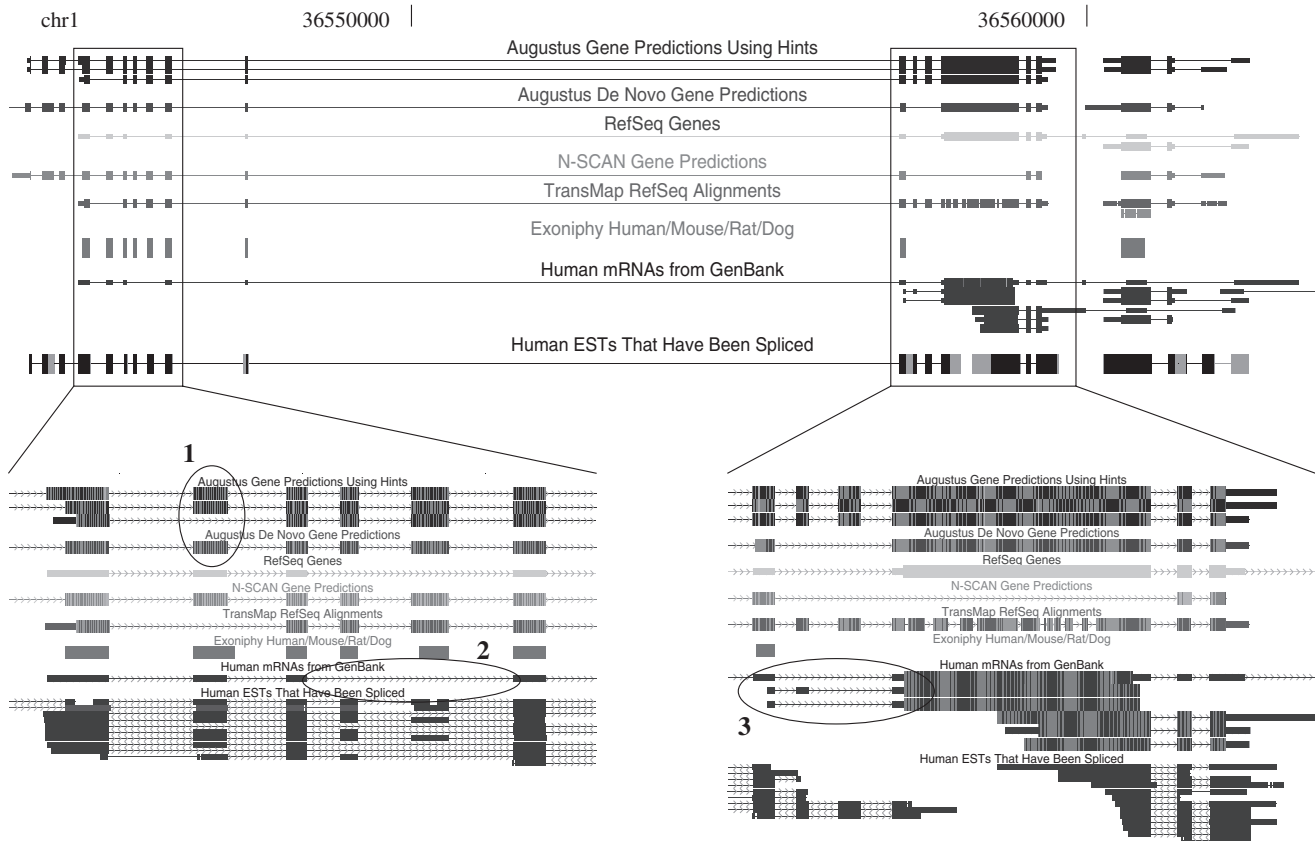 chr1 36550000 36560000
Augustus Gene Predictions Using Hints
Augustus De Novo Gene Predictions
RefSeq Genes
N-SCAN Gene Predictions
TransMap RefSeq Alignments
Exoniphy Human/Mouse/Rat/Dog
Human mRNAs from GenBank
Human ESTs That Have Been Spliced
1
Augustus Gene Predictions Using Hints
Augustus De Novo Gene Predictions
RefSeq Genes
N-SCAN Gene Predictions
TransMap RefSeq Alignments
Exoniphy Human/Mouse/Rat/Dog
2
Human mRNAs from GenBank
Human ESTs That Have Been Spliced
Augustus Gene Predictions Using Hints
Augustus De Novo Gene Predictions
RefSeq Genes
N-SCAN Gene Predictions
TransMap RefSeq Alignments
Exoniphy Human/Mouse/Rat/Dog
Human mRNAs from GenBank
3
Human ESTs That Have Been Spliced